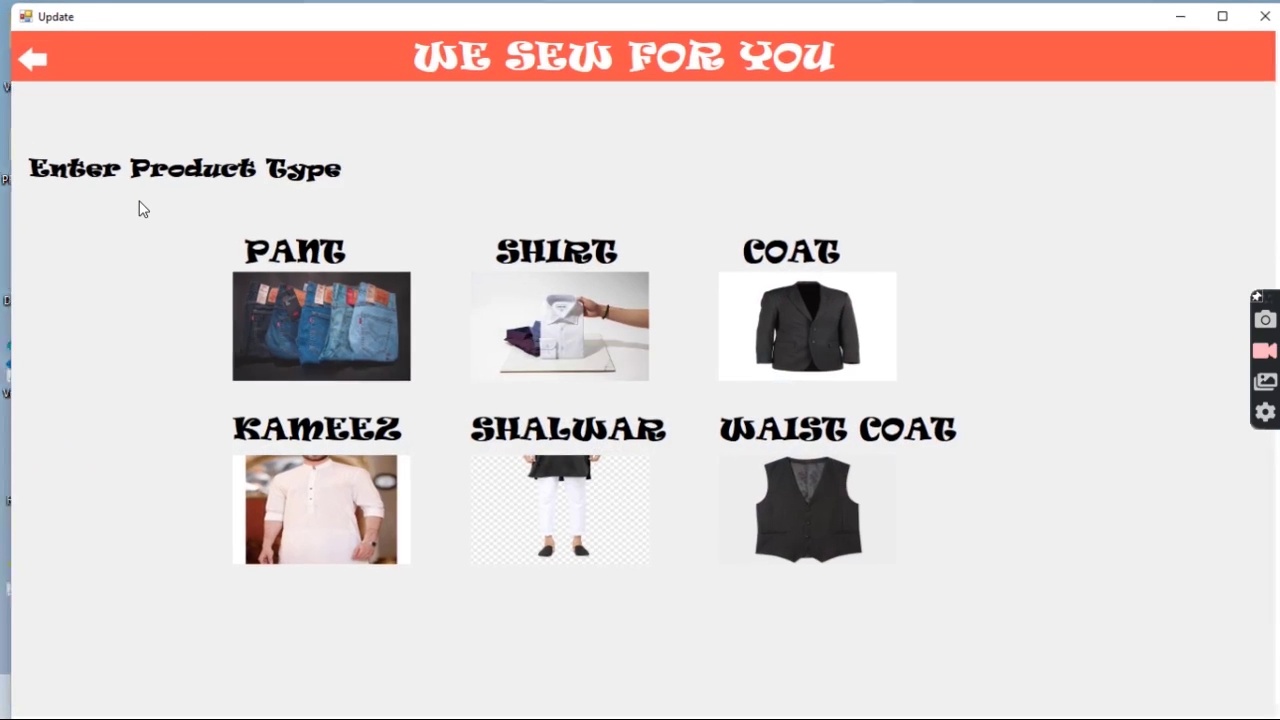 Update
WE SEW FOR YOU
Enter Product Type
PANT SHIRT COAT
KAMEEZ SHALWAR WAIST COAT